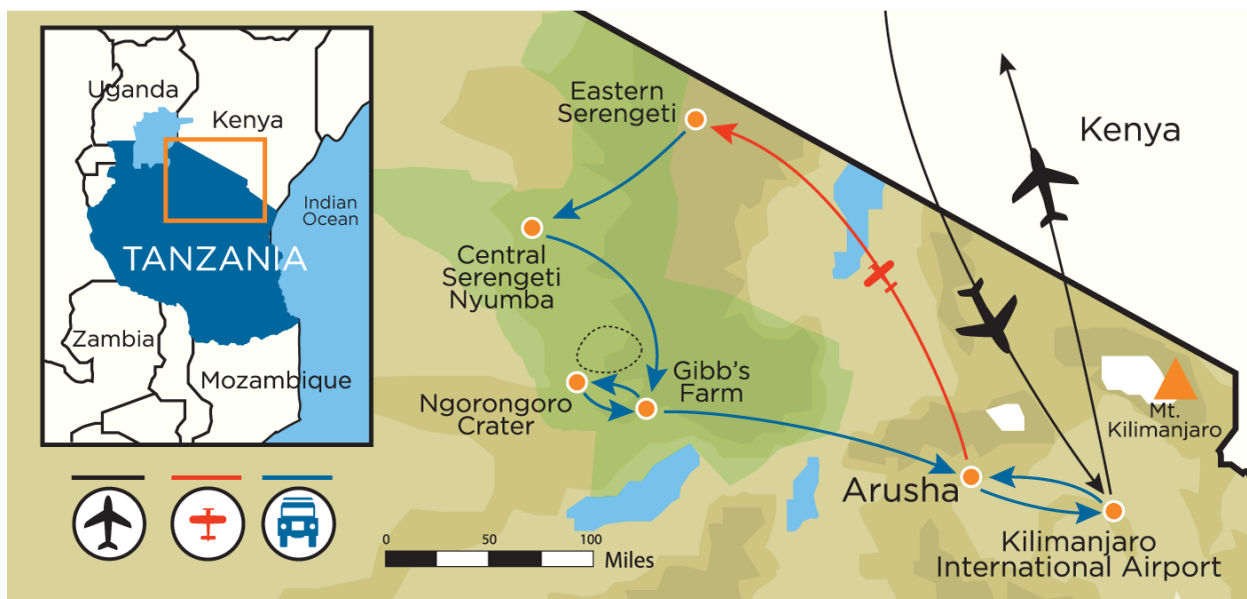 Uganda
Kenya
Indian
Ocean
TANZANIA
Zambia
Mozambique
Eastern
Serengeti
Kenya
Central
Serengeti
Nyumba
Gibb's
Farm
Ngorongoro
Crater
Mt.
Kilimanjaro
Arusha
Kilimanjaro
International Airport
0 50 100
Miles